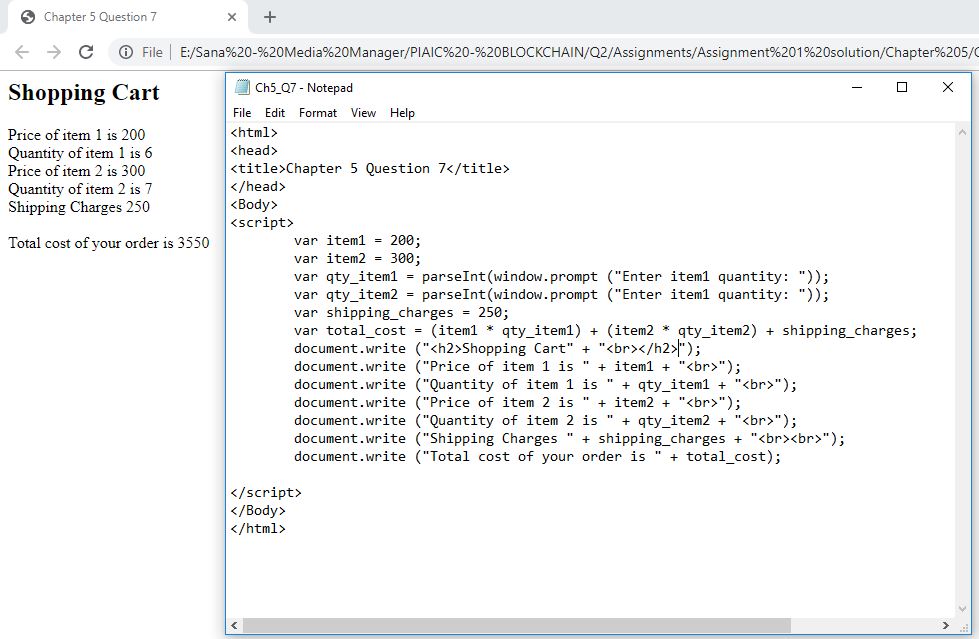 Chapter 5 Question 7
File E:/Sana%20-%20Media%20Manager/PIAIC%20-%20BLOCKCHAIN/Q2/Assignments/Assignment%201%20solution/Chapter%205/C
Shopping Cart
Price of item 1 is 200
Quantity of item 1 is 6
Price of item 2 is 300
Quantity of item 2 is 7
Shipping Charges 250
Total cost of your order is 3550
Ch5_Q7 - Notepad
File Edit Format View Help
<html>
<head>
<title>Chapter 5 Question 7</title>
</head>
<Body>
<script>
var item1 = 200;
var item2 = 300;
var qty_item1 = parseInt(window.prompt ("Enter item1 quantity: "));
var qty_item2 = parseInt(window.prompt ("Enter item1 quantity: "));
var shipping_charges = 250;
var total_cost = (item1 * qty_item1) + (item2 * qty_item2) + shipping_charges;
document.write ("<h2>Shopping Cart" + "<br></h2>");
document.write ("Price of item 1 is " + item1 + "<br>");
document.write ("Quantity of item 1 is " + qty_item1 + "<br>");
document.write ("Price of item 2 is " + item2 + "<br>");
document.write ("Quantity of item 2 is " + qty_item2 + "<br>");
document.write ("Shipping Charges " + shipping_charges + "<br><br>");
document.write ("Total cost of your order is " + total_cost);
</script>
</Body>
</html>